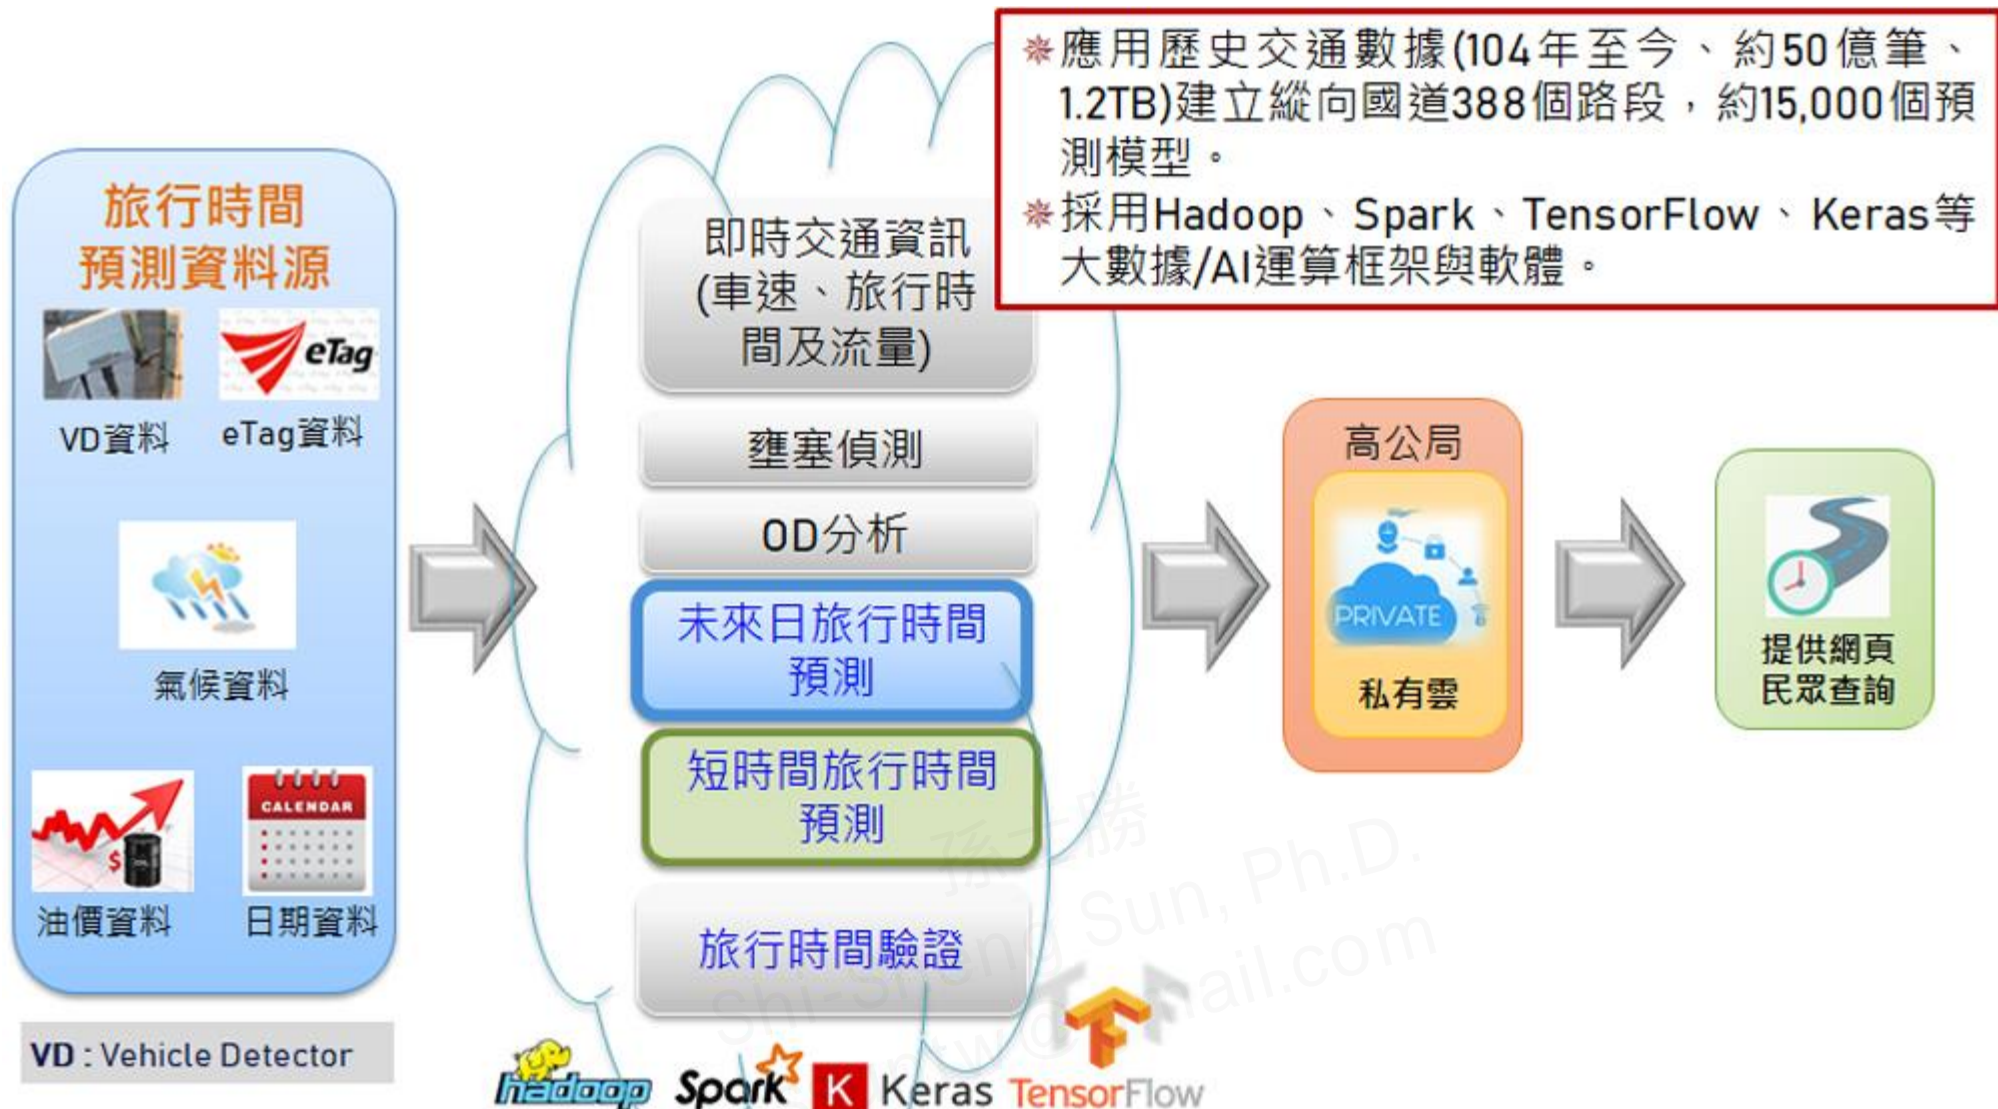 ※應用歷史交通數據(104年至今、約50億筆、
1.2TB)建立縱向國道388個路段，約15,000個預
測模型。
※採用Hadoop、Spark、TensorFlow、Keras等
大數據/AI運算框架與軟體。
旅行時間
預測資料源
eTag
VD資料
eTag資料
氣候資料
CALENDAR
油價資料
日期資料
VD : Vehicle Detector
即時交通資訊
(車速、旅行時
間及流量)
壅塞偵測
OD分析
未來日旅行時間
預測
短時間旅行時間
預測
旅行時間驗證
hadoop
Spark
K Keras
TensorFlow
高公局
PRIVATE
私有雲
提供網頁
民眾查詢
Sun, Ph.D.